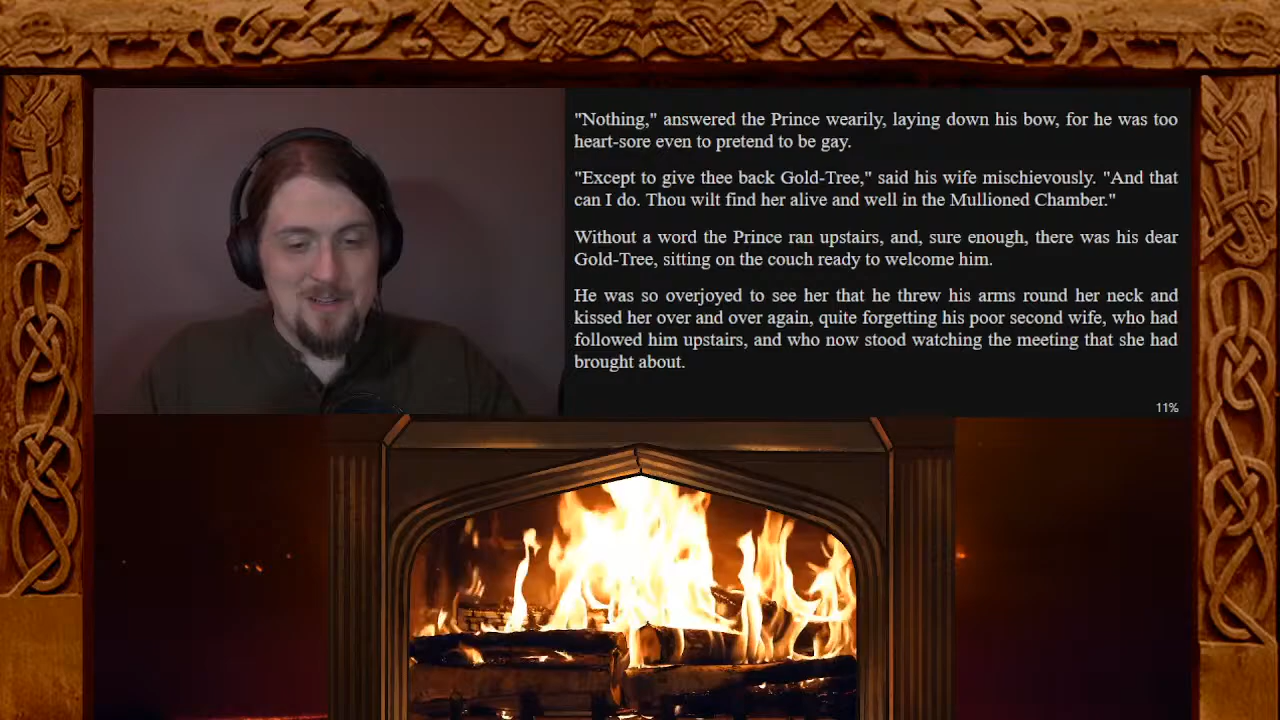 "Nothing," answered the Prince wearily, laying down his bow, for he was too
heart-sore even to pretend to be gay.
"Except to give thee back Gold-Tree," said his wife mischievously. "And that
can I do. Thou wilt find her alive and well in the Mullioned Chamber."
Without a word the Prince ran upstairs, and, sure enough, there was his dear
Gold-Tree, sitting on the couch ready to welcome him.
He was so overjoyed to see her that he threw his arms round her neck and
kissed her over and over again, quite forgetting his poor second wife, who had
followed him upstairs, and who now stood watching the meeting that she had
brought about.
11%